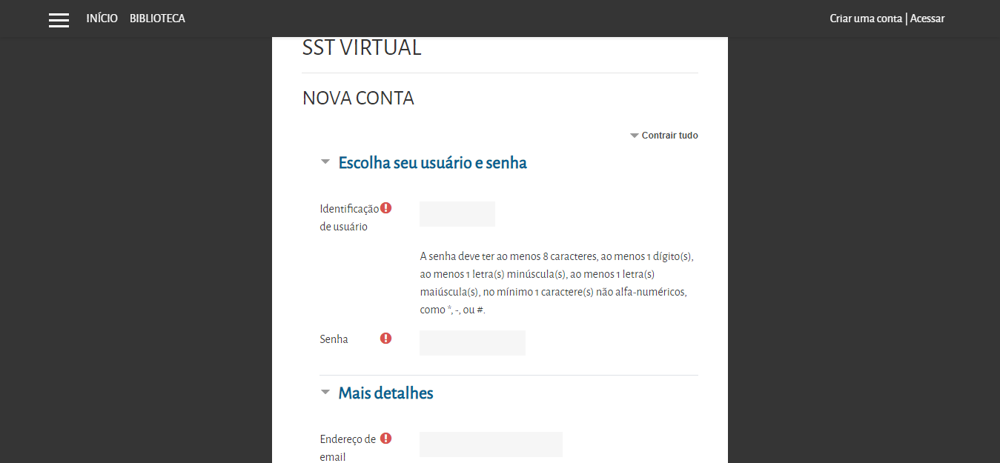 INÍCIO BIBLIOTECA Criar uma conta | Acessar
SST VIRTUAL
NOVA CONTA
Contrair tudo
Escolha seu usuário e senha
Identificação
de usuário
A senha deve ter ao menos 8 caracteres, ao menos 1 dígito(s),
ao menos 1 letra(s) minúscula(s), ao menos 1 letra(s)
maiúscula(s), no mínimo 1 caractere(s) não alfa-numéricos,
como *, -, ou #.
Senha
Mais detalhes
Endereço de
email